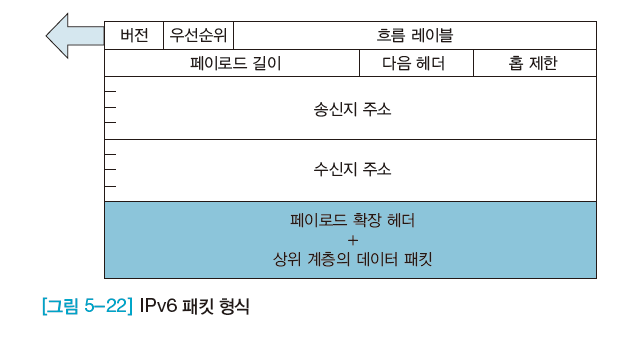 버전 우선순위 흐름 레이블
페이로드 길이 다음 헤더 홉 제한
송신지 주소
수신지 주소
페이로드 확장 헤더
+
상위 계층의 데이터 패킷
[그림 5–22] IPv6 패킷 형식